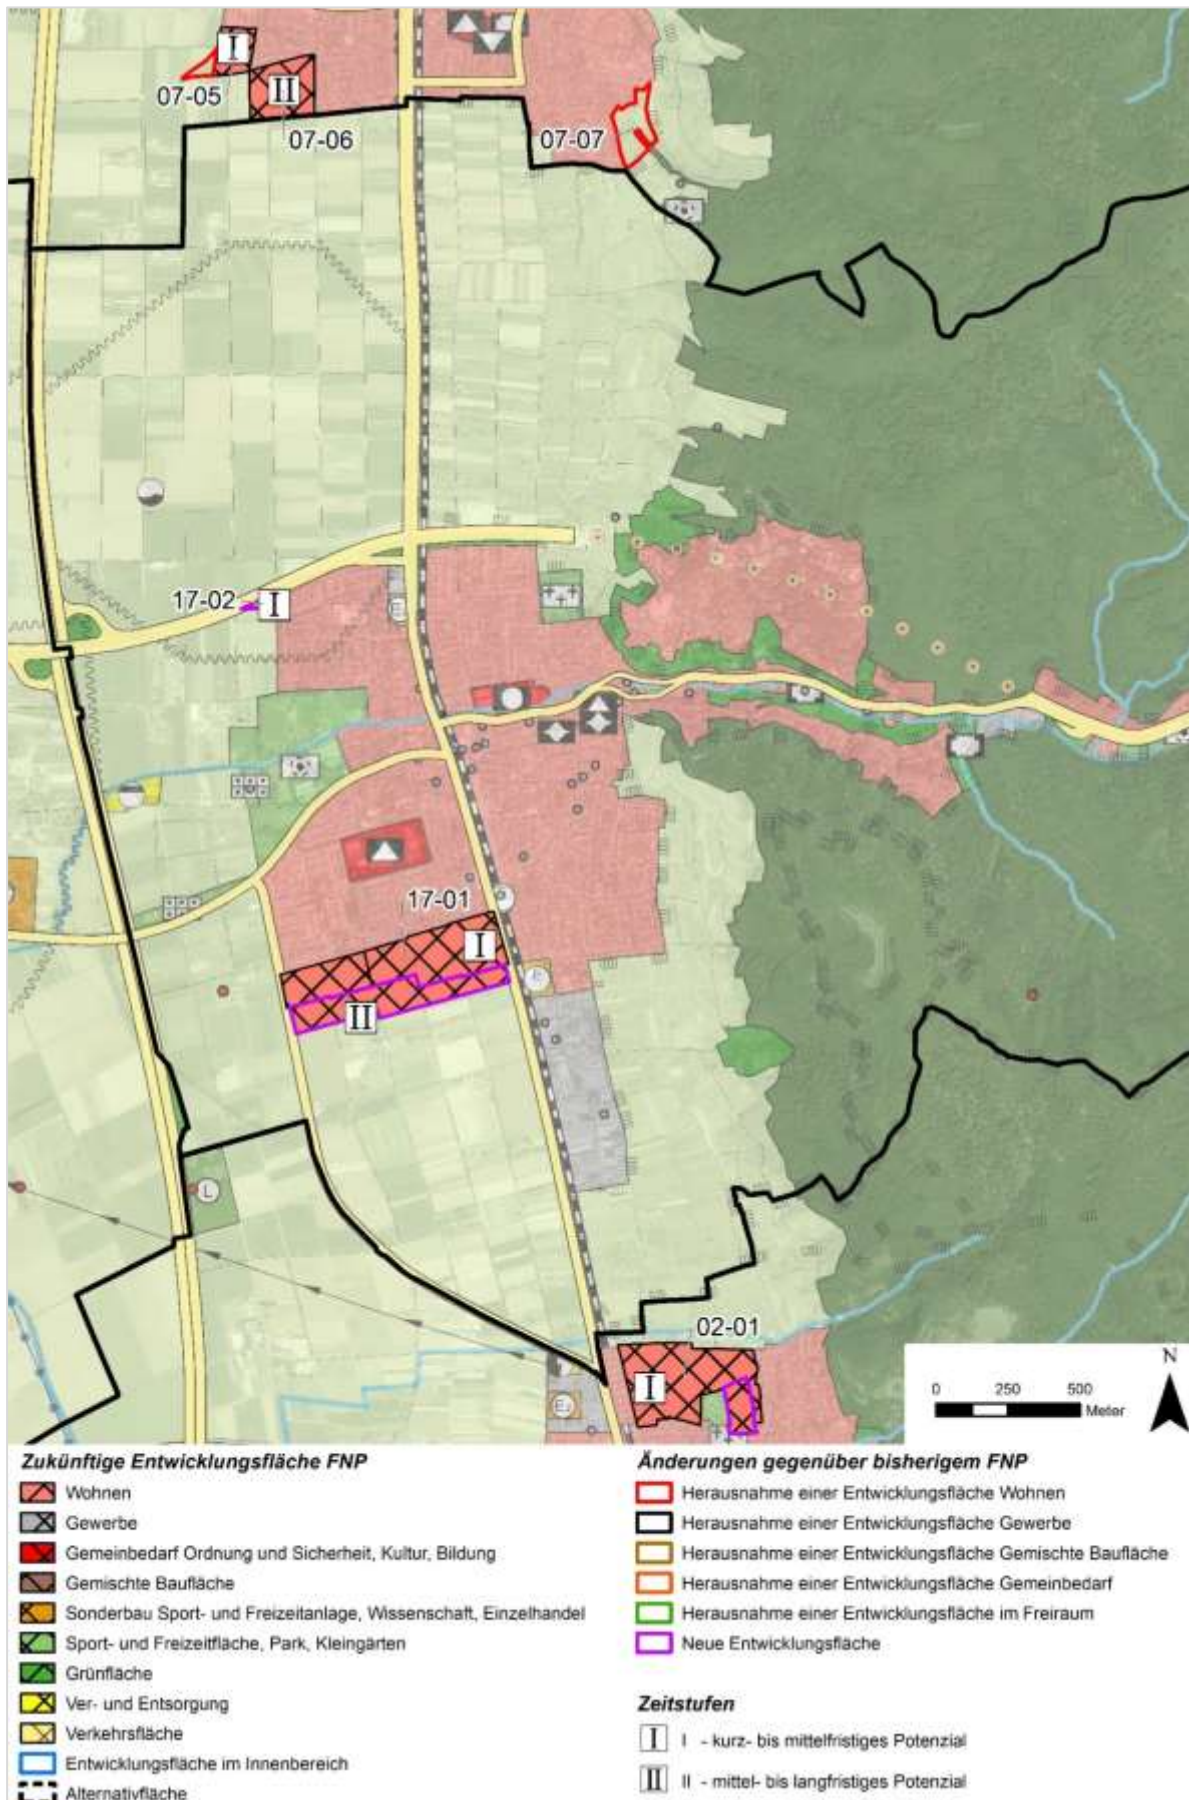 I
II
07-05
07-06
07-07
17-02
I
E
17-01
I
P
II
L
02-01
I
N
0 250 500
Meter
Zukünftige Entwicklungsfläche FNP
Wohnen
Gewerbe
Gemeinbedarf Ordnung und Sicherheit, Kultur, Bildung
Gemischte Baufläche
Sonderbau Sport- und Freizeitanlage, Wissenschaft, Einzelhandel
Sport- und Freizeitfläche, Park, Kleingärten
Grünfläche
Ver- und Entsorgung
Verkehrsfläche
Entwicklungsfläche im Innenbereich
Alternativfläche
Änderungen gegenüber bisherigem FNP
Herausnahme einer Entwicklungsfläche Wohnen
Herausnahme einer Entwicklungsfläche Gewerbe
Herausnahme einer Entwicklungsfläche Gemischte Baufläche
Herausnahme einer Entwicklungsfläche Gemeinbedarf
Herausnahme einer Entwicklungsfläche im Freiraum
Neue Entwicklungsfläche
Zeitstufen
I I - kurz- bis mittelfristiges Potenzial
II II - mittel- bis langfristiges Potenzial